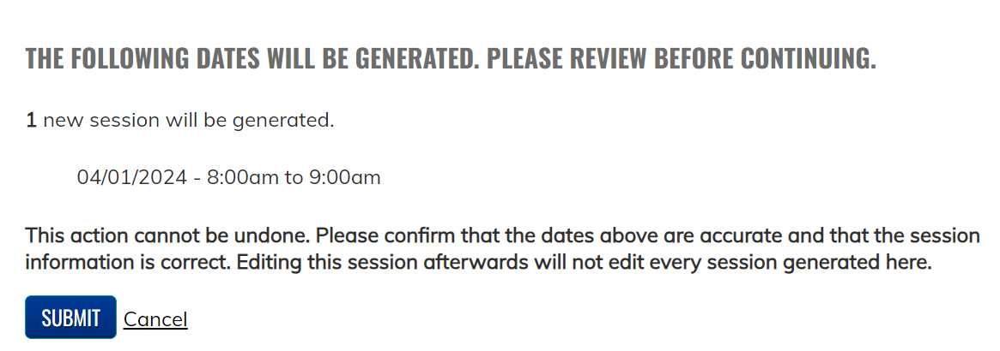 THE FOLLOWING DATES WILL BE GENERATED. PLEASE REVIEW BEFORE CONTINUING.
1 new session will be generated.
04/01/2024 - 8:00am to 9:00am
This action cannot be undone. Please confirm that the dates above are accurate and that the session
information is correct. Editing this session afterwards will not edit every session generated here.
SUBMIT Cancel